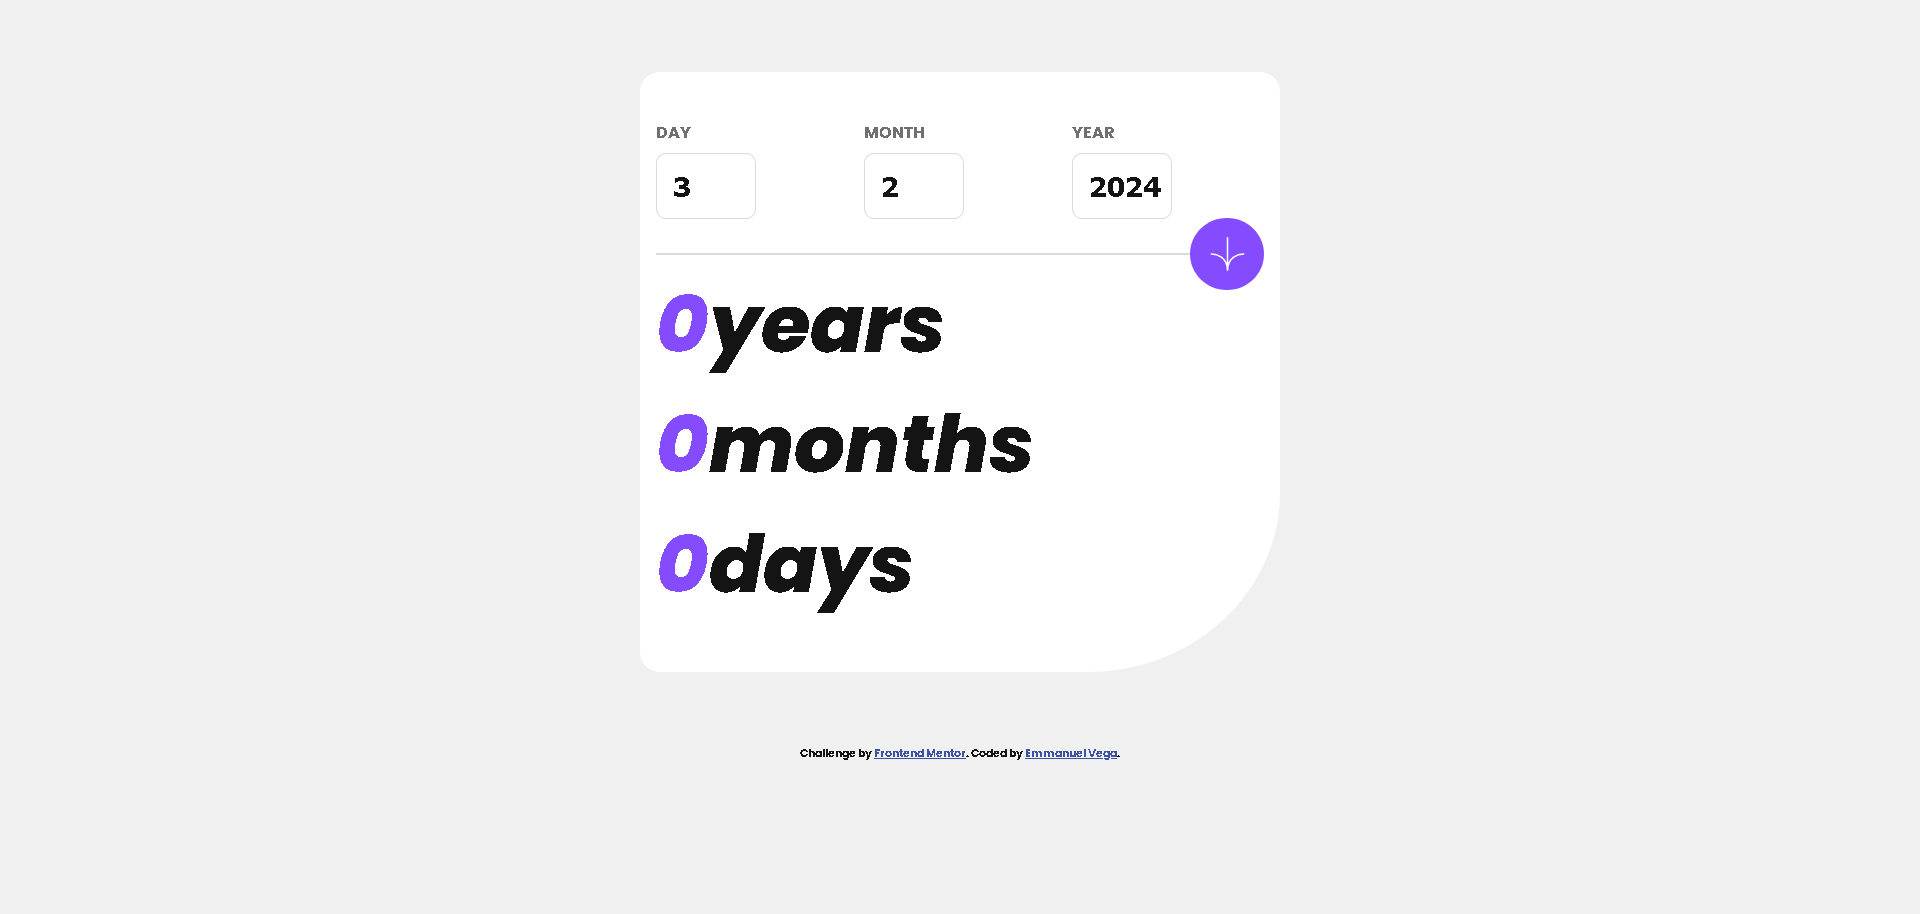 DAY MONTH YEAR
3 2 2024
0years
0months
0days
Challenge by Frontend Mentor. Coded by Emmanuel Vega.